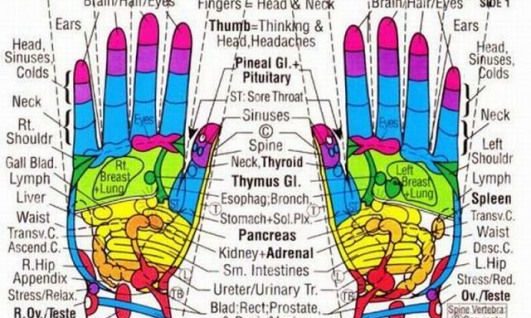 Brain/Hair/Eyes
Fingers = Head & Neck
Brain/Hair/Eyes
SIDE 1
Ears
Thumb=Thinking &
Head,Headaches
Ears
Head,
Sinuses,
Colds
Pineal Gl.+
Pituitary
Head,
Sinuses,
Colds
ST: Sore Throat
Neck
Eyes
Sinuses
Eyes
Neck
Rt.
Shouldr
©
Spine
Left
Shouldr
Gall Blad.
Rt.
Breast
+Lung
Neck,Thyroid
Left
Breast
+Lung
Lymph
Thymus Gl.
Lymph
Liver
ST
Esophag;Bronch.
Spleen
Waist
T
Stomach+Sol.Plx.
T
Transv.C.
Transv.C.
Pancreas
Waist
Ascend.C.
Kidney+Adrenal
Desc.C.
R.Hip
Sm. Intestines
L.Hip
Appendix
Ureter/Urinary Tr.
Stress/Red.
Stress/Relax.
TB
Blad;Rect;Prostate,
TB
Ov./Teste
R.Ov./Teste
Spine Vertebra: